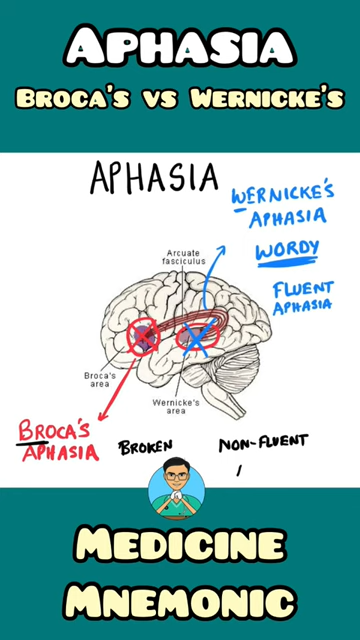 APHASIA
BROCA'S VS WERNICKE'S
APHASIA
WERNICKE'S
APHASIA
WORDY
FLUENT
APHASIA
Arcuate
fasciculus
Broca's
area
Wernicke's
area
BROCA'S
APHASIA
BROKEN
NON-FLUENT
MEDICINE
MNEMONIC